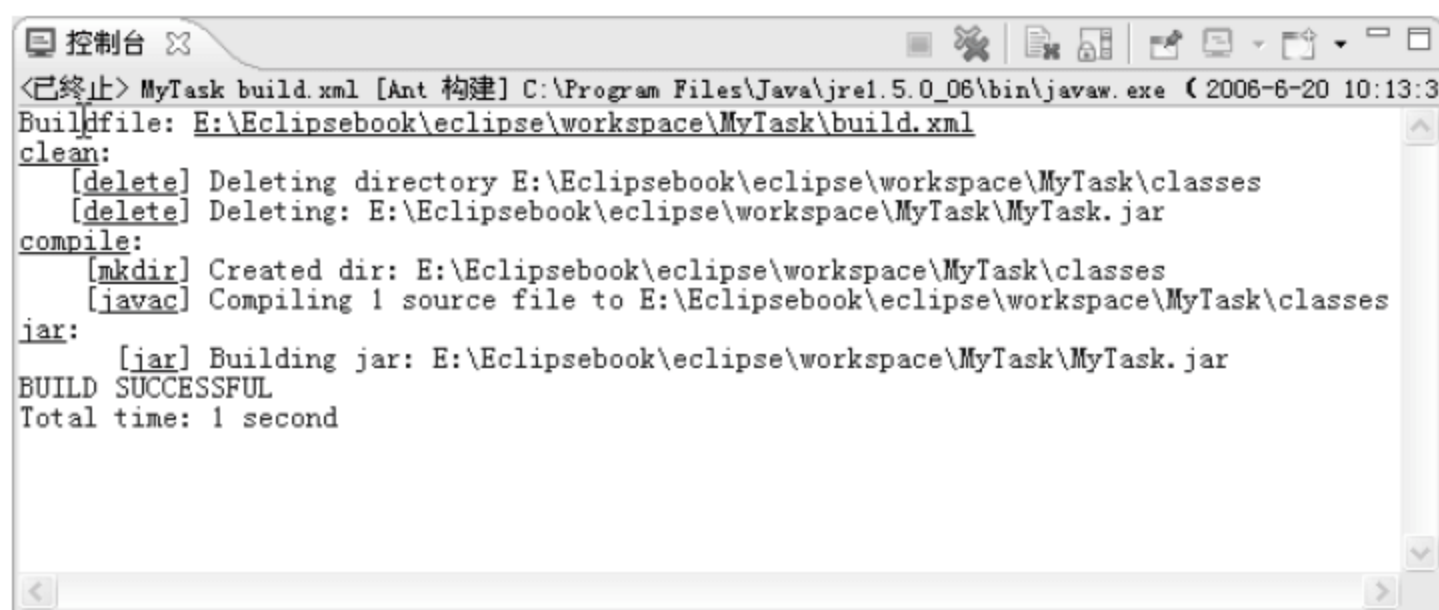 控制台
<已终止> MyTask build.xml [Ant 构建] C:\Program Files\Java\jre1.5.0_06\bin\javaw.exe ( 2006-6-20 10:13:3
Buildfile: E:\Eclipsebook\eclipse\workspace\MyTask\build.xml
clean:
[delete] Deleting directory E:\Eclipsebook\eclipse\workspace\MyTask\classes
[delete] Deleting: E:\Eclipsebook\eclipse\workspace\MyTask\MyTask.jar
compile:
[mkdir] Created dir: E:\Eclipsebook\eclipse\workspace\MyTask\classes
[javac] Compiling 1 source file to E:\Eclipsebook\eclipse\workspace\MyTask\classes
jar:
[jar] Building jar: E:\Eclipsebook\eclipse\workspace\MyTask\MyTask.jar
BUILD SUCCESSFUL
Total time: 1 second